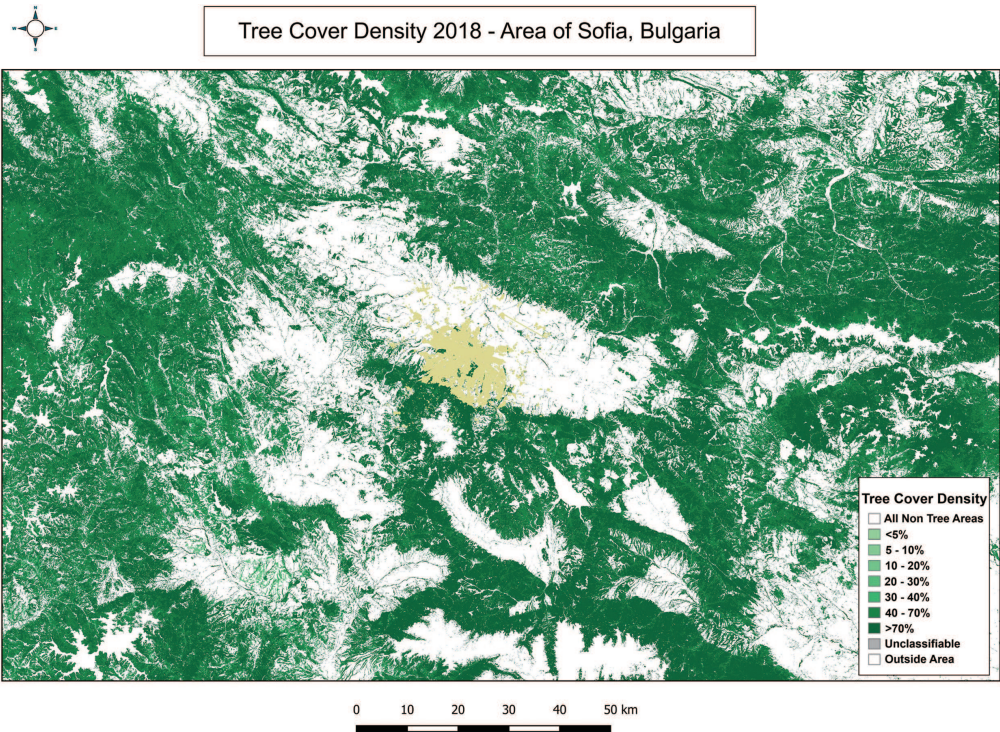 N
W E
S
Tree Cover Density 2018 - Area of Sofia, Bulgaria
Tree Cover Density
All Non Tree Areas
<5%
5 - 10%
10 - 20%
20 - 30%
30 - 40%
40 - 70%
>70%
Unclassifiable
Outside Area
0 10 20 30 40 50 km